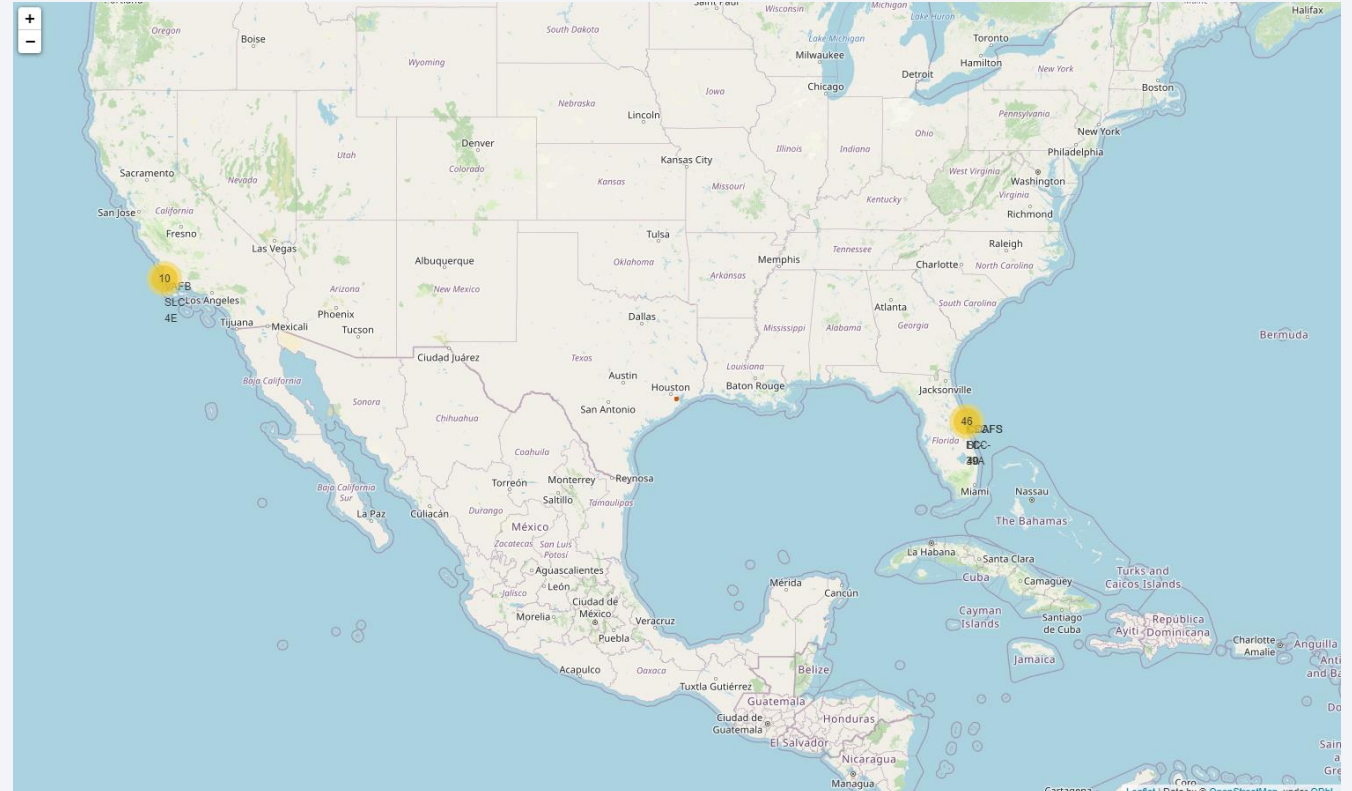 +
−
Oregon
Boise
South Dakota
Wisconsin
Michigan
Lake Huron
Halifax
Lake Michigan
Toronto
Milwaukee
Hamilton
New York
Wyoming
Detroit
Chicago
Boston
Iowa
Nebraska
Lincoln
Pennsylvania
New York
Ohio
Denver
Illinois
Indiana
Philadelphia
Utah
Kansas City
Sacramento
Nevada
Colorado
West Virginia
Washington
Kansas
Missouri
Virginia
Kentucky
San Jose
California
Richmond
Fresno
Tulsa
Las Vegas
Raleigh
Tennessee
Albuquerque
Oklahoma
Memphis
Charlotte
North Carolina
10
Arkansas
Arizona
New Mexico
SLC-
Los Angeles
4E
Phoenix
Atlanta
South Carolina
Dallas
Tijuana
Mexicali
Tucson
Mississippi
Alabama
Georgia
Bermuda
Ciudad Juárez
Texas
Louisiana
Austin
Baja California
Houston
Baton Rouge
Jacksonville
Sonora
San Antonio
Chihuahua
46
Florida
Coahuila
Torreón
Monterrey
Reynosa
Baja California
Sur
Saltillo
Tamaulipas
Miami
Nassau
La Paz
Culiacán
Durango
México
The Bahamas
Zacatecas
San Luis
Potosí
La Habana
Santa Clara
Aguascalientes
Cuba
Camagüey
Turks and
Caicos Islands
León
Mérida
Cancún
Jalisco
Ciudad de
México
Morelia
Veracruz
Cayman
Islands
Santiago
de Cuba
República
Dominicana
Ayiti
Puebla
Charlotte
Amalie
Anguilla
Jamaica
Acapulco
Oaxaca
Belize
Tuxtla Gutiérrez
Guatemala
Ciudad de
Guatemala
Honduras
El Salvador
Nicaragua
Managua